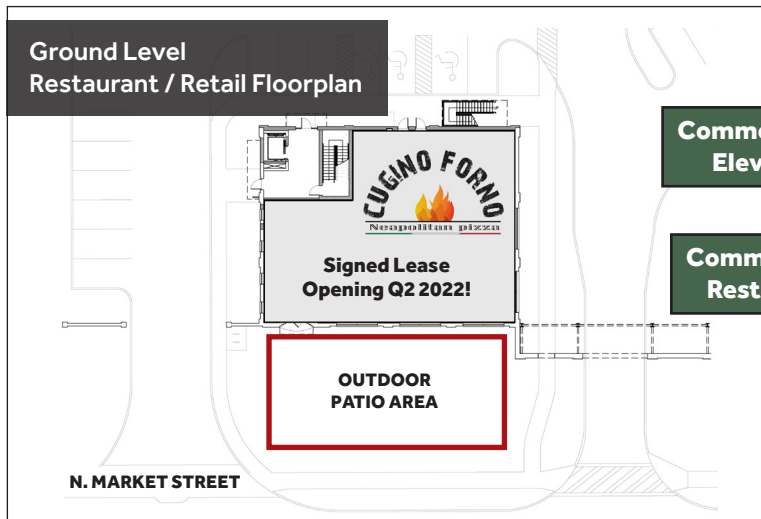 Ground Level
Restaurant / Retail Floorplan
CUGINO FORNO
Neapolitan pizza
Signed Lease
Opening Q2 2022!
OUTDOOR
PATIO AREA
N. MARKET STREET